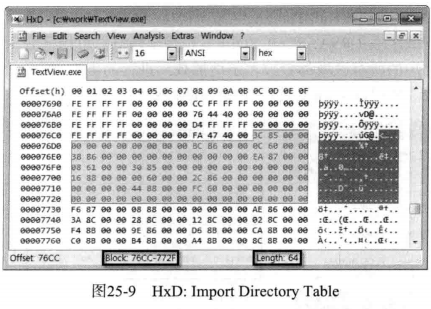 HxD - [c:\work\TextView.exe]
File Edit Search View Analysis Extras Window ?
16 ANSI hex
TextView.exe
Offset(h) 00 01 02 03 04 05 06 07 08 09 0A 0B 0C 0D 0E 0F
00007690 FE FF FF FF 00 00 00 00 CC FF FF FF 00 00 00 00 þÿÿÿ....Ìÿÿÿ....
000076A0 FE FF FF FF 00 00 00 00 76 44 40 00 00 00 00 00 þÿÿÿ....vD@.....
000076B0 FE FF FF FF 00 00 00 00 D4 FF FF FF 00 00 00 00 þÿÿÿ....Ôÿÿÿ....
000076C0 FE FF FF FF 00 00 00 00 FA 47 40 00 3C 85 00 00 þÿÿÿ....úG@.
000076D0 00 00 00 00 00 00 00 00 8C 86 00 00 0C 60 00 00
000076E0 38 86 00 00 00 00 00 00 00 00 00 00 EA 87 00 00
000076F0 08 61 00 00 30 85 00 00 00 00 00 00 00 00 00 00
00007700 16 88 00 00 00 60 00 00 2C 86 00 00 00 00 00 00
00007710 00 00 00 00 44 88 00 00 FC 60 00 00 00 00 00 00
00007720 00 00 00 00 00 00 00 00 00 00 00 00 00 00 00 00
00007730 F6 87 00 00 08 88 00 00 00 00 00 00 AE 86 00 00
00007740 3A 8C 00 00 28 8C 00 00 12 8C 00 00 02 8C 00 00 :Œ..(Œ...Œ...Œ..
00007750 F4 8B 00 00 9E 86 00 00 D6 8B 00 00 CA 8B 00 00 ô‹..ž†..Ö‹..Ê‹..
00007760 C0 8B 00 00 B4 8B 00 00 A4 8B 00 00 8C 8B 00 00 À‹..´‹..¤‹..Œ‹..
Offset: 76CC Block: 76CC-772F Length: 64
图25-9 HxD: Import Directory Table